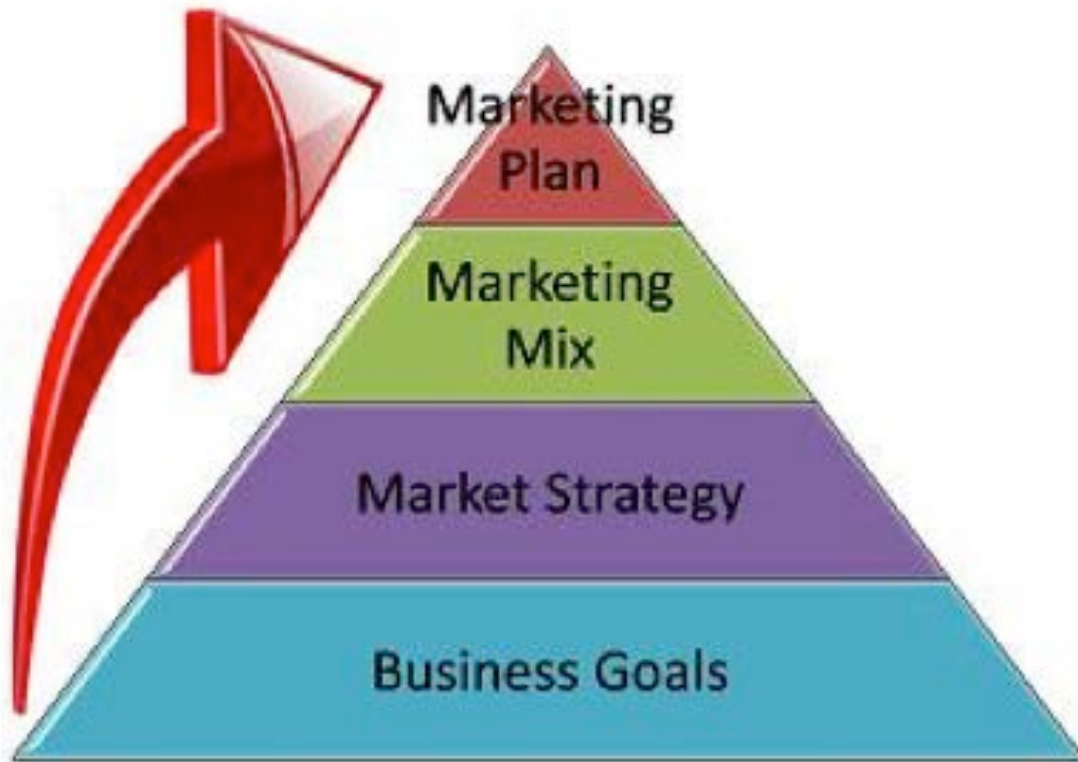 Marketing
Plan
Marketing
Mix
Market Strategy
Business Goals